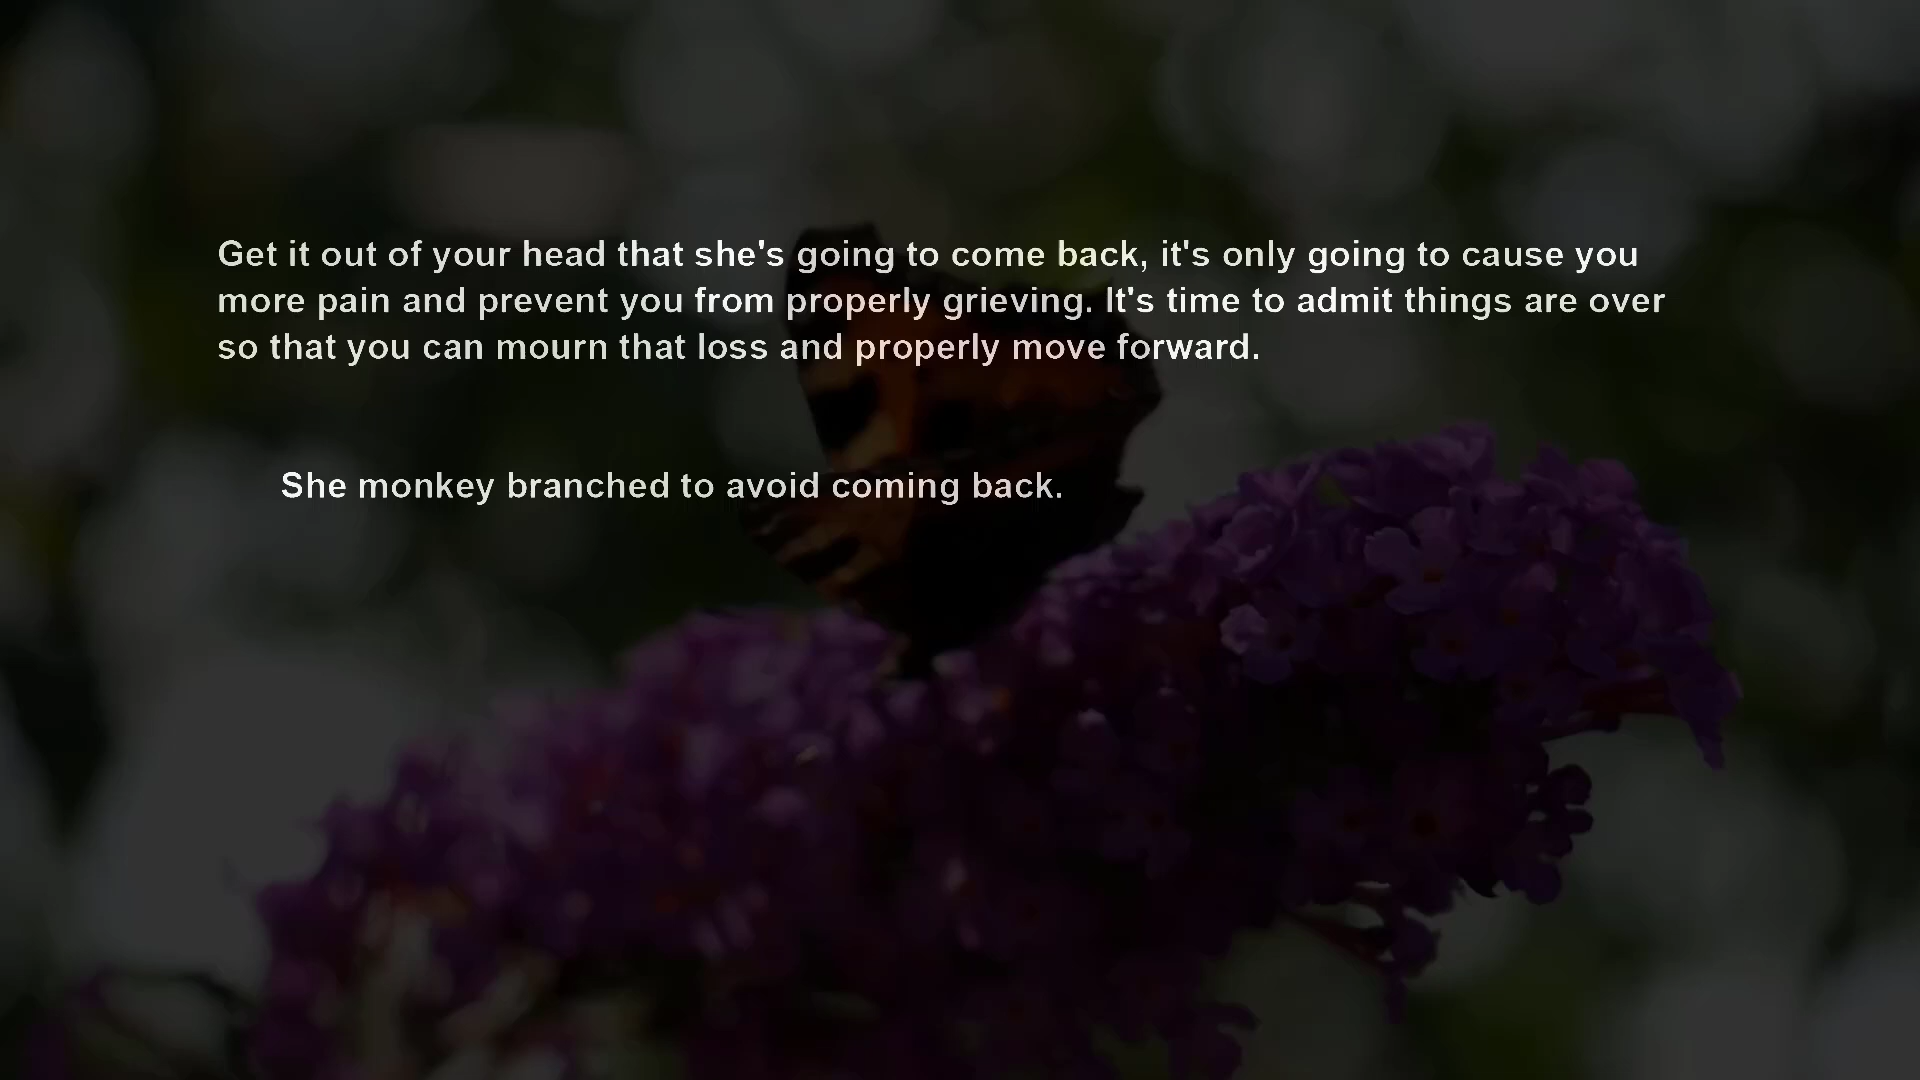 Get it out of your head that she's going to come back, it's only going to cause you
more pain and prevent you from properly grieving. It's time to admit things are over
so that you can mourn that loss and properly move forward.
She monkey branched to avoid coming back.